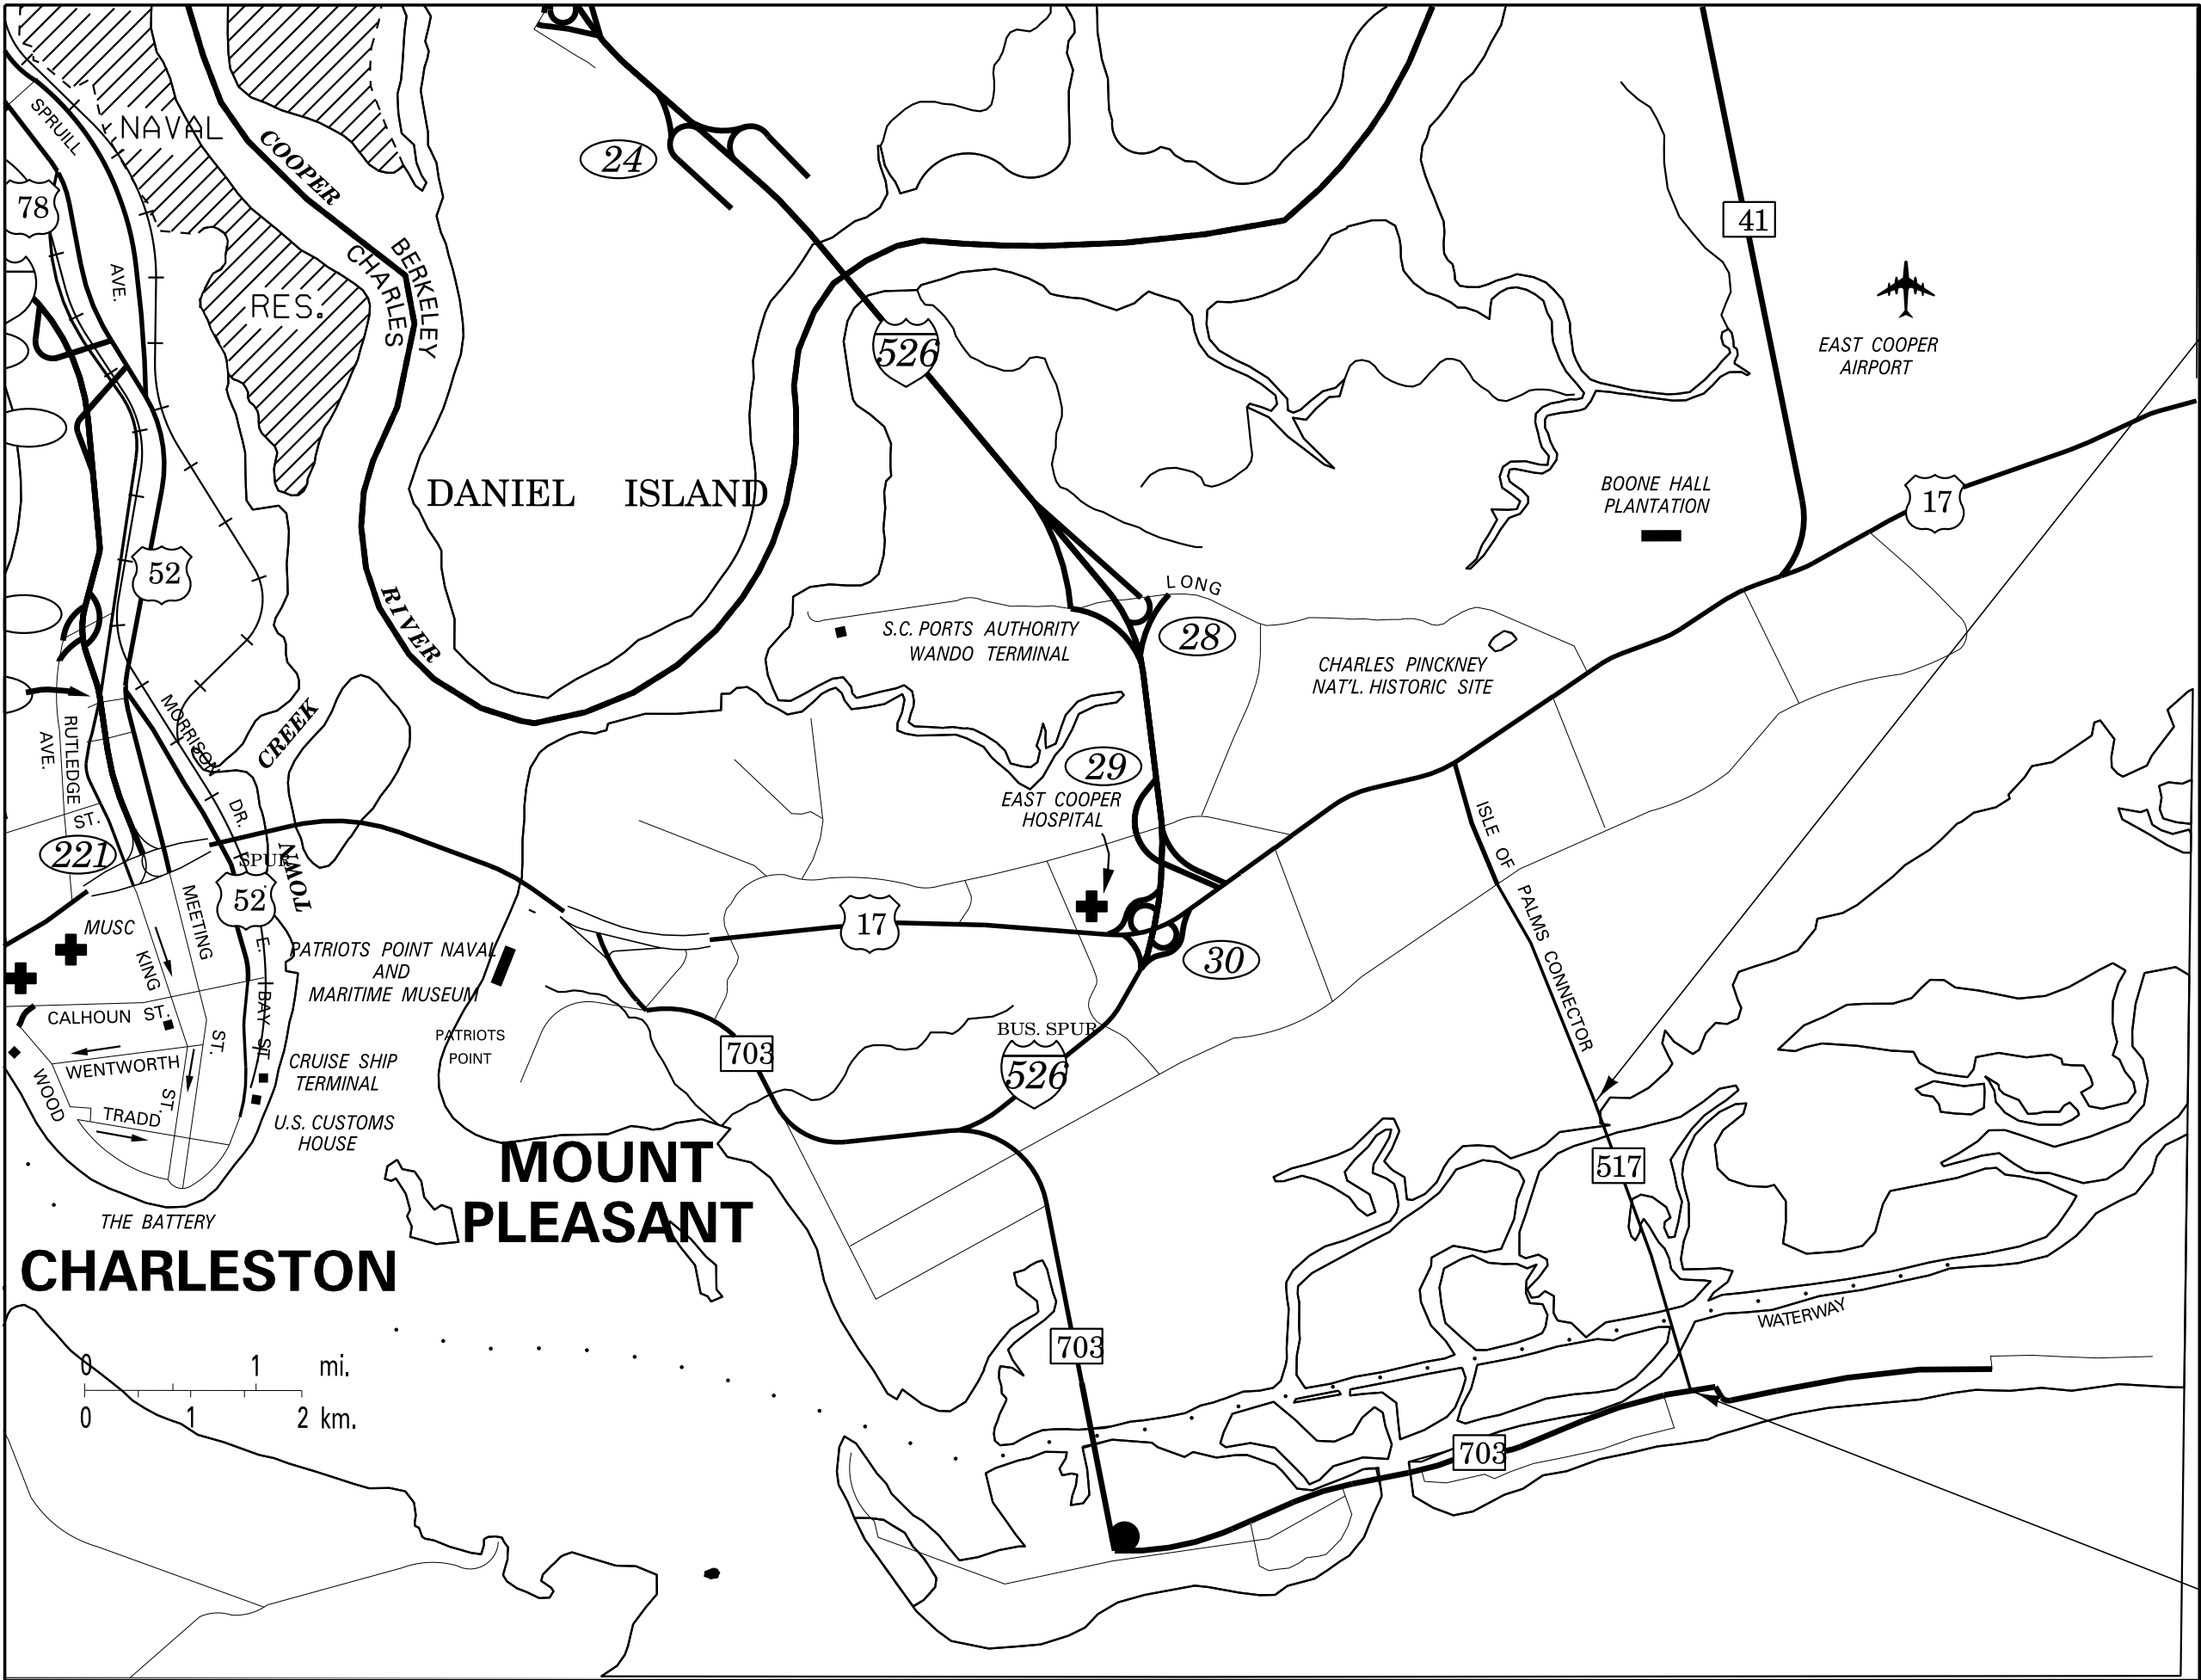 SPRUILL
AVE.
NAVAL
RES.
COOPER
RIVER
BERKELEY
CHARLES
24
78
41
526
EAST COOPER
AIRPORT
DANIEL ISLAND
BOONE HALL
PLANTATION
17
52
LONG
28
S.C. PORTS AUTHORITY
WANDO TERMINAL
CHARLES PINCKNEY
NAT'L. HISTORIC SITE
RUTLEDGE
AVE.
MORRISON
DR.
TOWN
CREEK
ST.
221
29
EAST COOPER
HOSPITAL
ISLE OF PALMS CONNECTOR
SPUR
52
17
30
MUSC
MEETING
ST.
KING
ST.
E. BAY ST.
PATRIOTS POINT NAVAL
AND
MARITIME MUSEUM
CALHOUN
PATRIOTS
POINT
703
BUS. SPUR
526
WENTWORTH
ST.
WOOD
TRADD
CRUISE SHIP
TERMINAL
U.S. CUSTOMS
HOUSE
MOUNT
PLEASANT
517
THE BATTERY
CHARLESTON
WATERWAY
703
0 1 mi.
0 1 2 km.
703